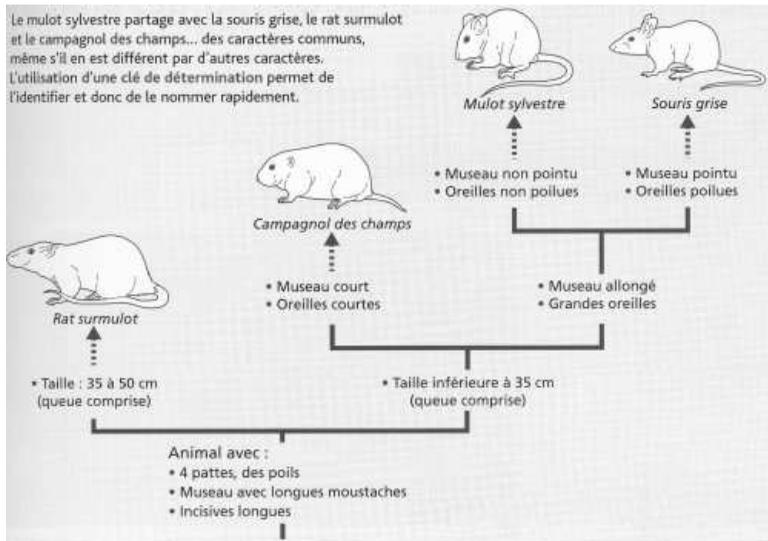 Le mulot sylvestre partage avec la souris grise, le rat surmulot
et le campagnol des champs... des caractères communs,
même s'il en est différent par d'autres caractères.
L'utilisation d'une clé de détermination permet de
l'identifier et donc de le nommer rapidement.
Mulot sylvestre
Souris grise
• Museau non pointu
• Oreilles non poilues
• Museau pointu
• Oreilles poilues
Campagnol des champs
• Museau court
• Oreilles courtes
• Museau allongé
• Grandes oreilles
Rat surmulot
• Taille : 35 à 50 cm
(queue comprise)
• Taille inférieure à 35 cm
(queue comprise)
Animal avec :
• 4 pattes, des poils
• Museau avec longues moustaches
• Incisives longues